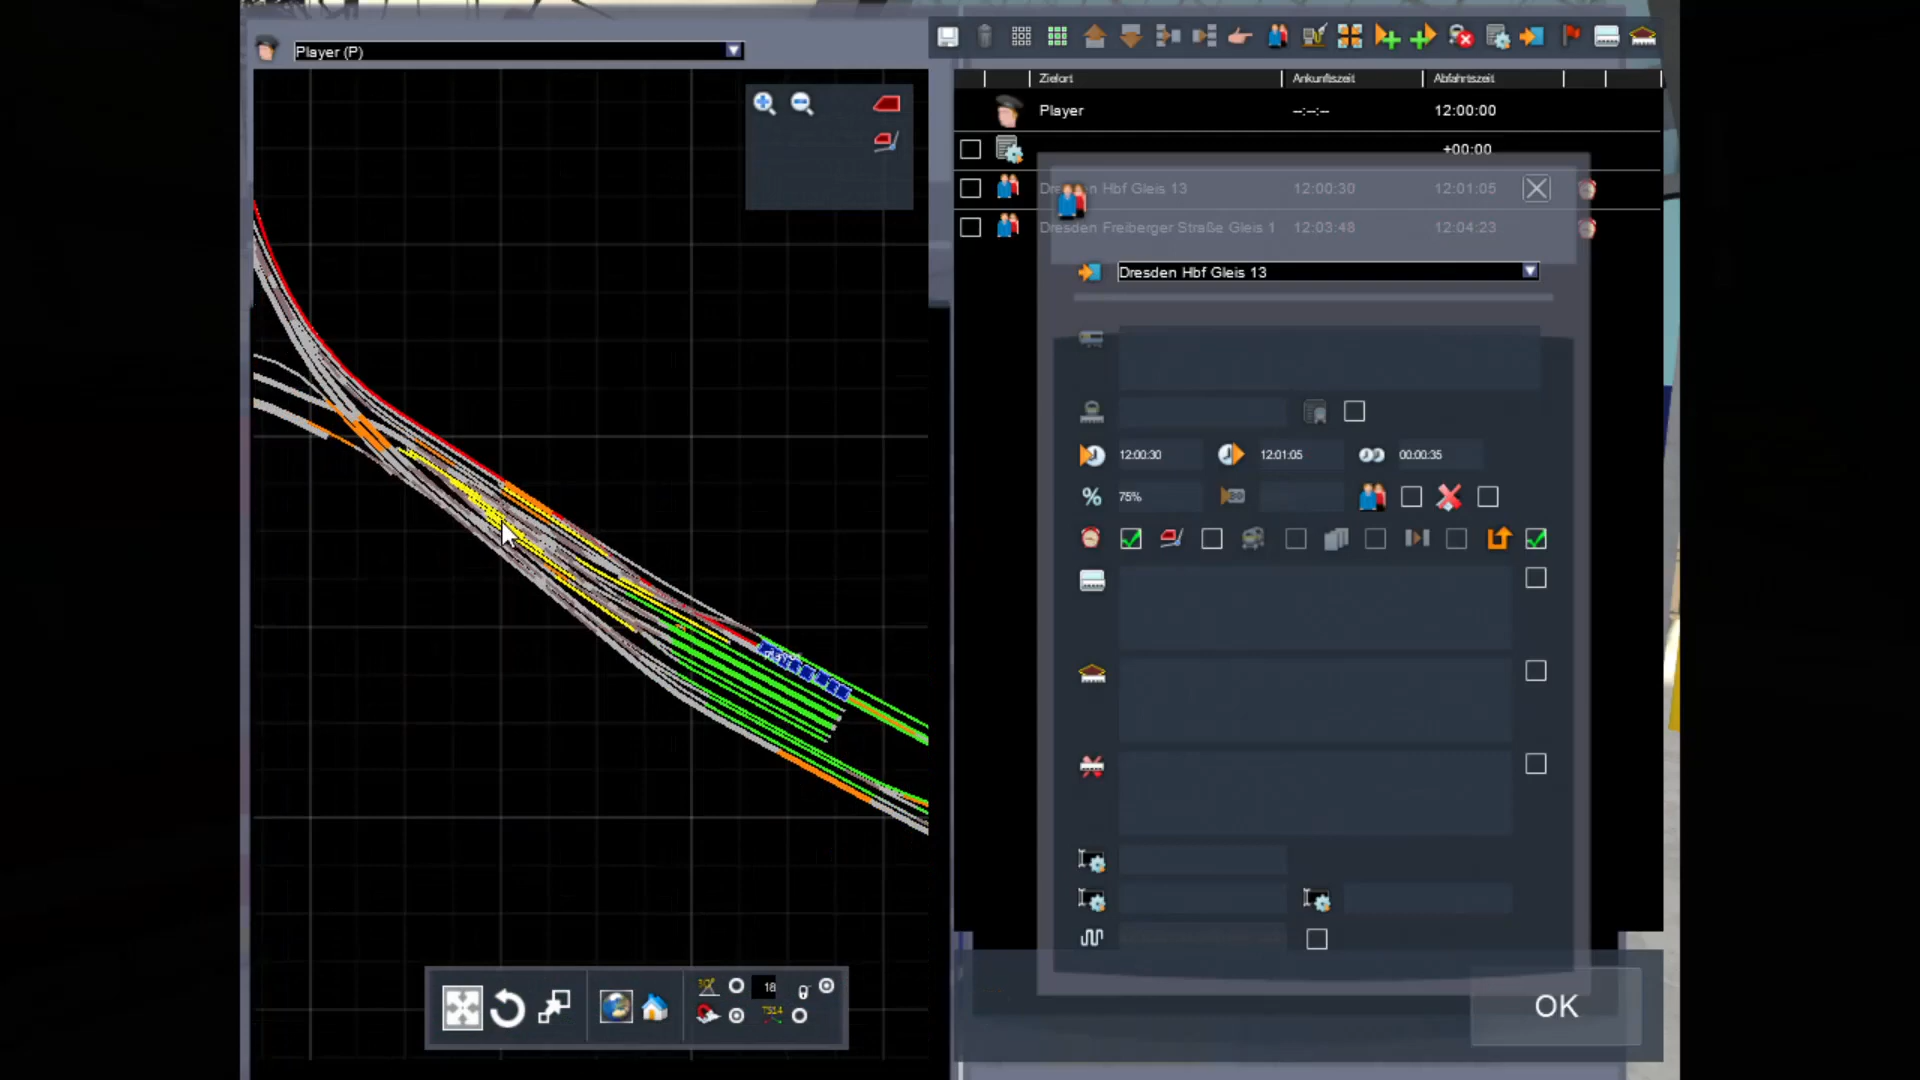 Player (P)
Zielort
Ankunftszeit
Abfahrtszeit
Player
--:--:--
12:00:00
+00:00
Dresden Hbf Gleis 13
12:00:30
12:01:05
Dresden Freiberger Straße Gleis 1
12:03:48
12:04:23
Dresden Hbf Gleis 13
12:00:30
12:01:05
00:00:35
%
75%
18
TS14
OK